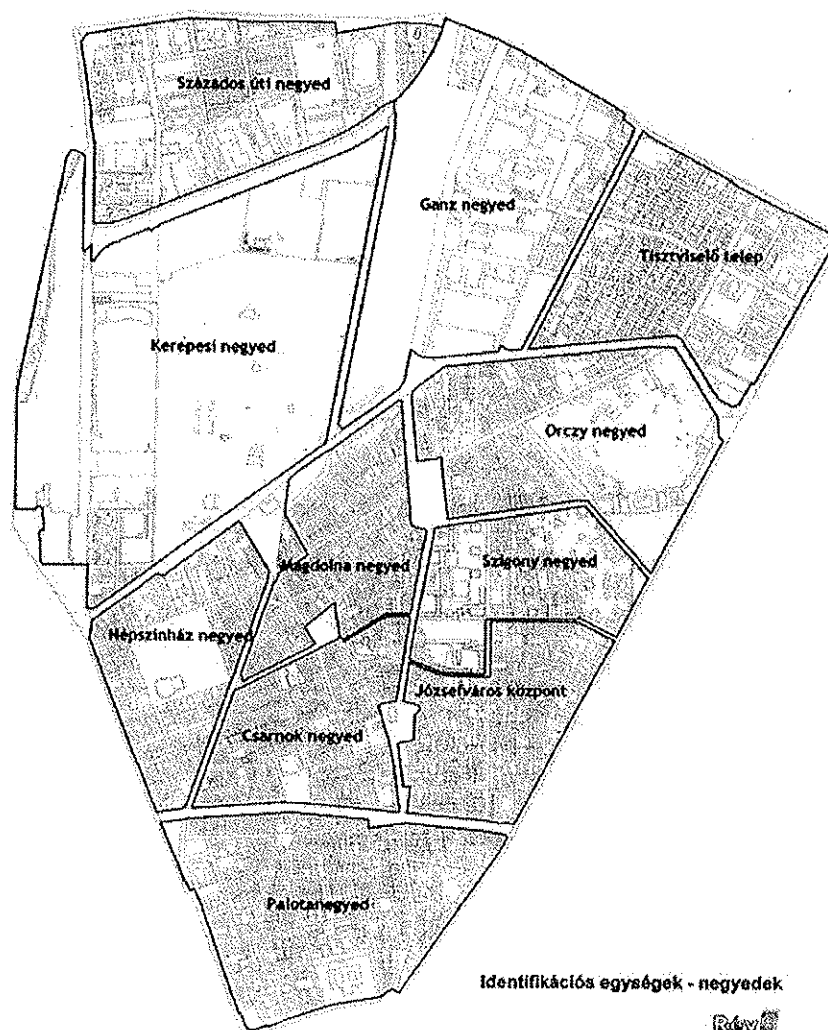 Százados úti negyed
Ganz negyed
Tisztviselő telep
Kerepesi negyed
Orczy negyed
Magdolna negyed
Szigony negyed
Népszínház negyed
Józsefváros központ
Csarnok negyed
Palotanegyed
Identifikációs egységek - negyedek
Rév8